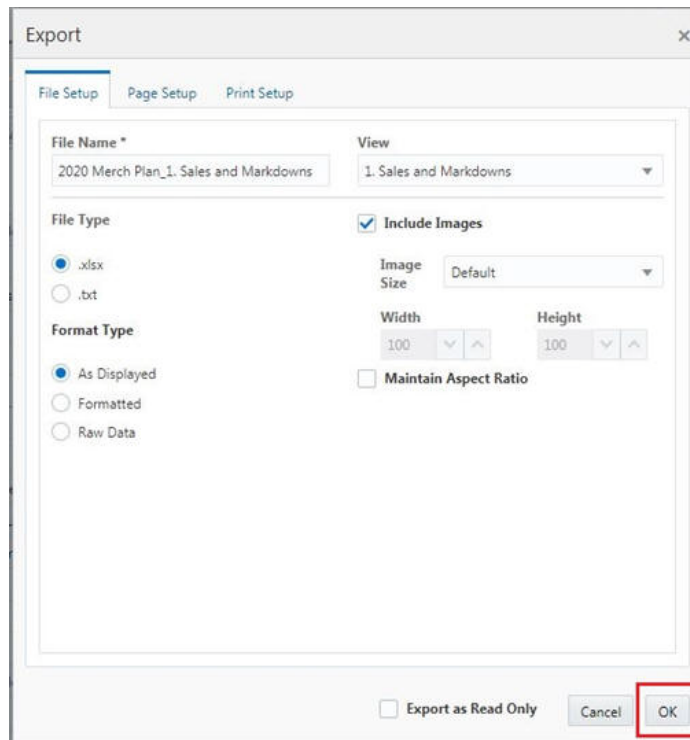 Export
File Setup Page Setup Print Setup
File Name * View
2020 Merch Plan_1. Sales and Markdowns 1. Sales and Markdowns
File Type Include Images
.xlsx Image Size Default
.txt
Width Height
Format Type
100 100
As Displayed Maintain Aspect Ratio
Formatted
Raw Data
Export as Read Only Cancel OK